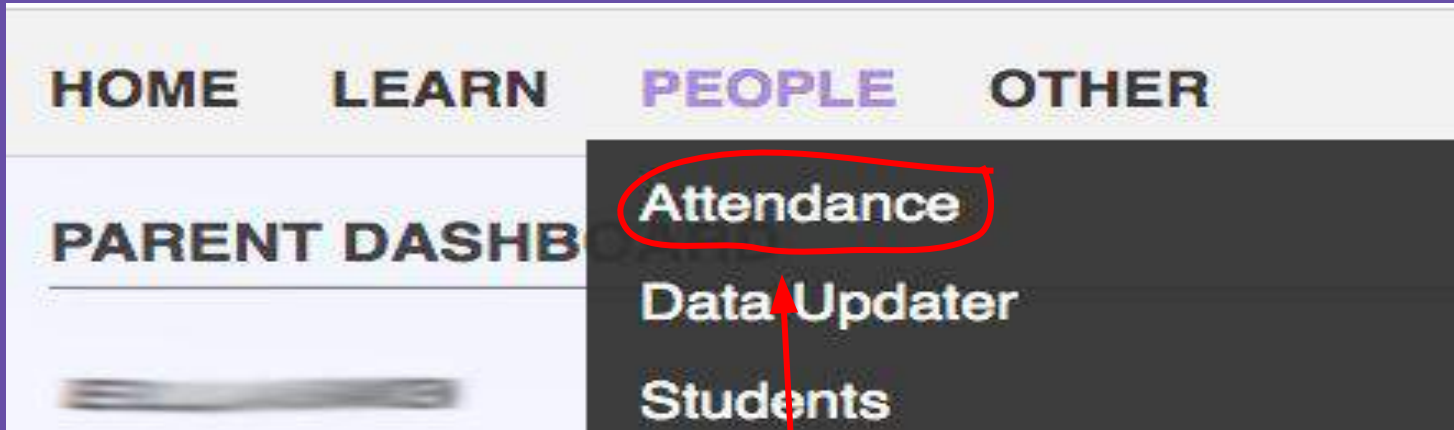 HOME LEARN PEOPLE OTHER
Attendance
PARENT DASHBOARD
Data Updater
Students